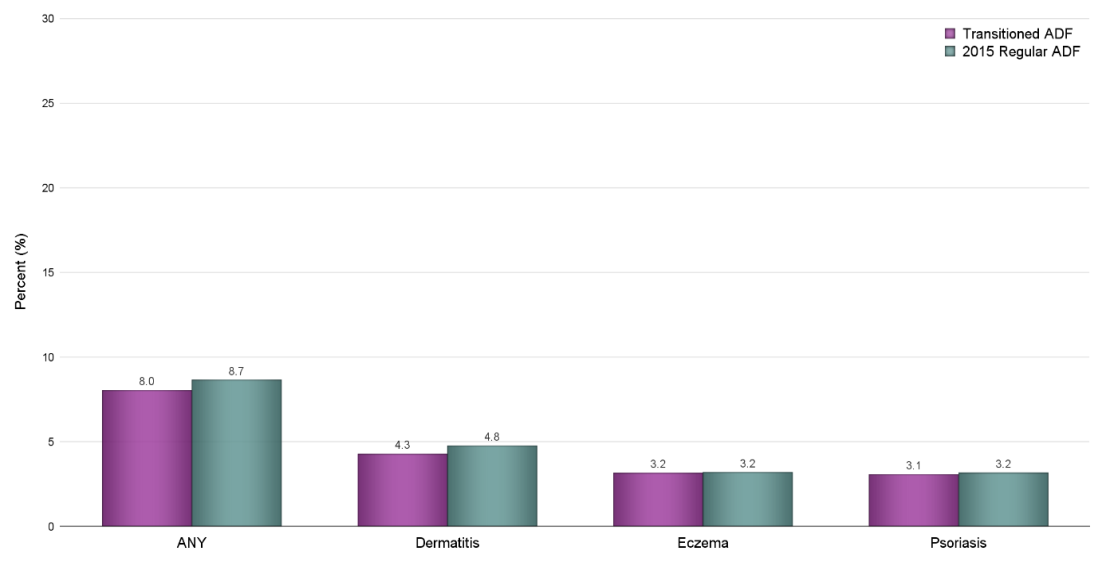 30
Transitioned ADF
2015 Regular ADF
25
20
15
10
5
0
Percent (%)
8.0
8.7
4.3
4.8
3.2
3.2
3.1
3.2
ANY
Dermatitis
Eczema
Psoriasis